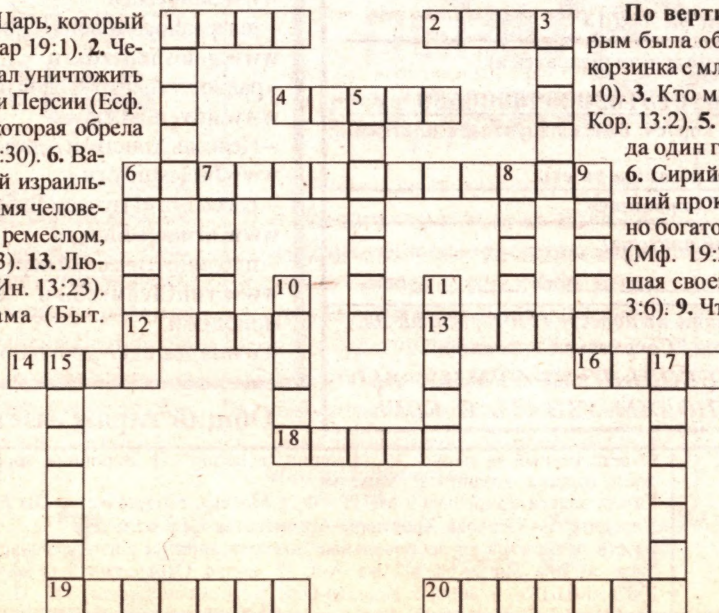 Царь, который
ар 19:1). 2. Че-
ал уничтожить
и Персии (Есф.
оторая обрела
:30). 6. Ва-
й израиль-
мя челове-
ремеслом,
3). 13. Лю-
Ин. 13:23).
ама (Быт.
1
2
3
4
5
6
7
8
9
10
11
12
13
14
15
16
17
18
19
20
По верти
рым была об
корзинка с мл
10). 3. Кто м
Кор. 13:2). 5.
да один г
6. Сирий
ший прок
но богато
(Мф. 19:
шая свое
3:6). 9. Чт